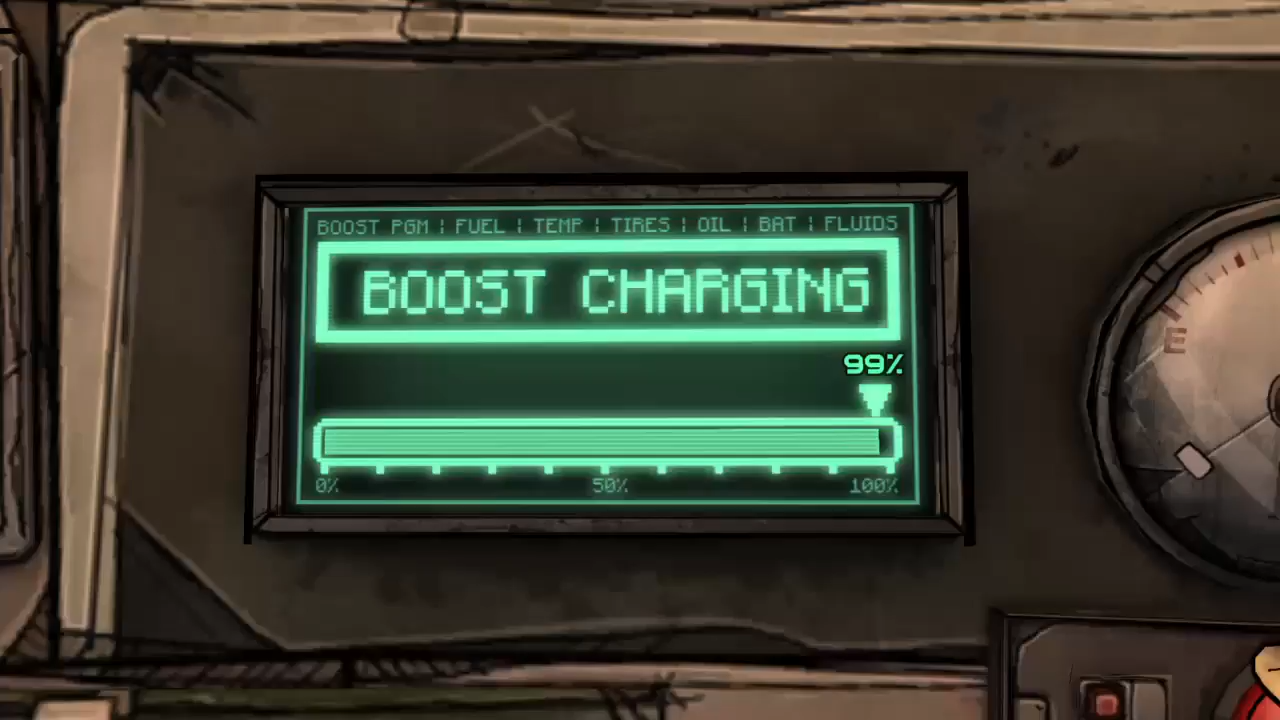 BOOST PGM ¦ FUEL ¦ TEMP ¦ TIRES ¦ OIL ¦ BAT ¦ FLUIDS
BOOST CHARGING
99%
0% 50% 100%
E